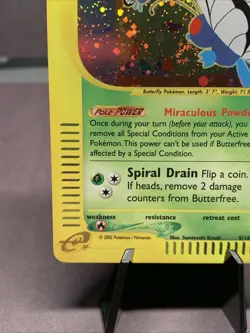 Butterfly Pokémon. Length: 3' 7", Weight: 71
Poké-POWER Miraculous Powde
Once during your turn (before your attack), you
remove all Special Conditions from your Active
Pokémon. This power can't be used if Butterfree
affected by a Special Condition.
Spiral Drain Flip a coin.
If heads, remove 2 damage
counters from Butterfree.
weakness resistance retreat cost
e
© 2002 Pokémon / Nintendo
Illus. Sumiyoshi Kizuki